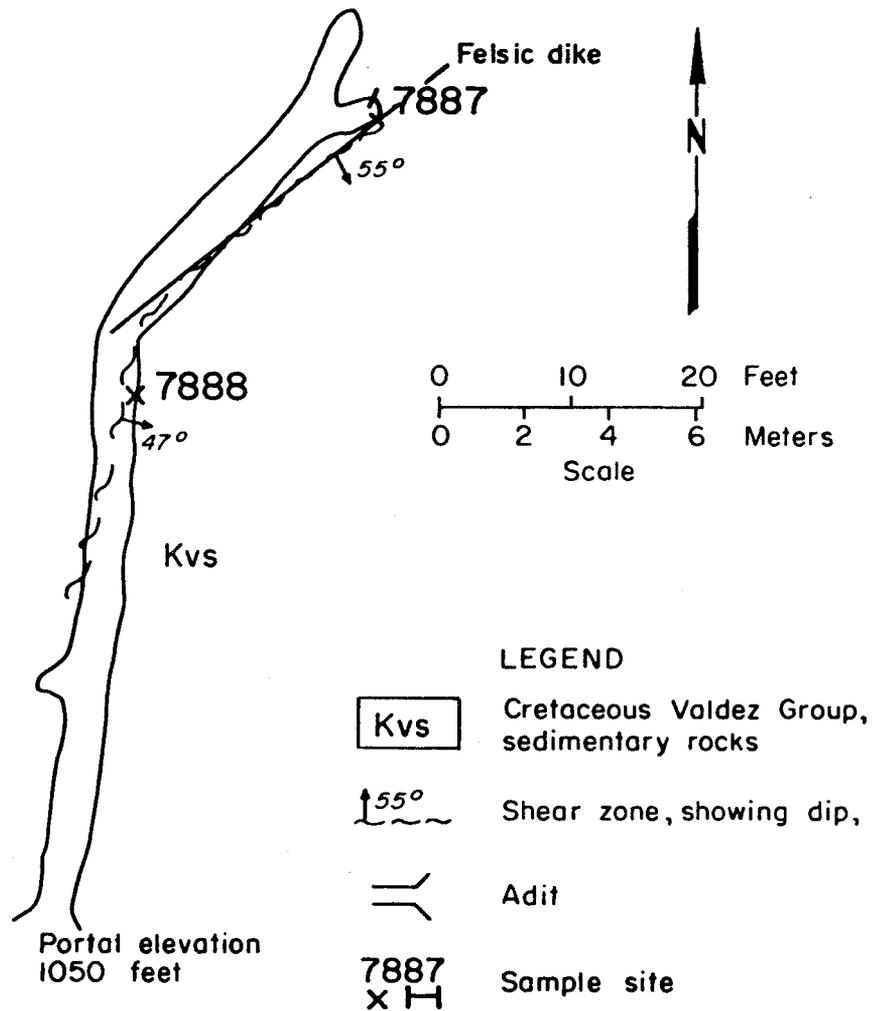 Felsic dike
7887
N
55°
7888
47°
0 10 20 Feet
0 2 4 6 Meters
Scale
Kvs
LEGEND
Kvs
Cretaceous Valdez Group,
sedimentary rocks
55°
Shear zone, showing dip,
Adit
7887
Sample site
Portal elevation
1050 feet